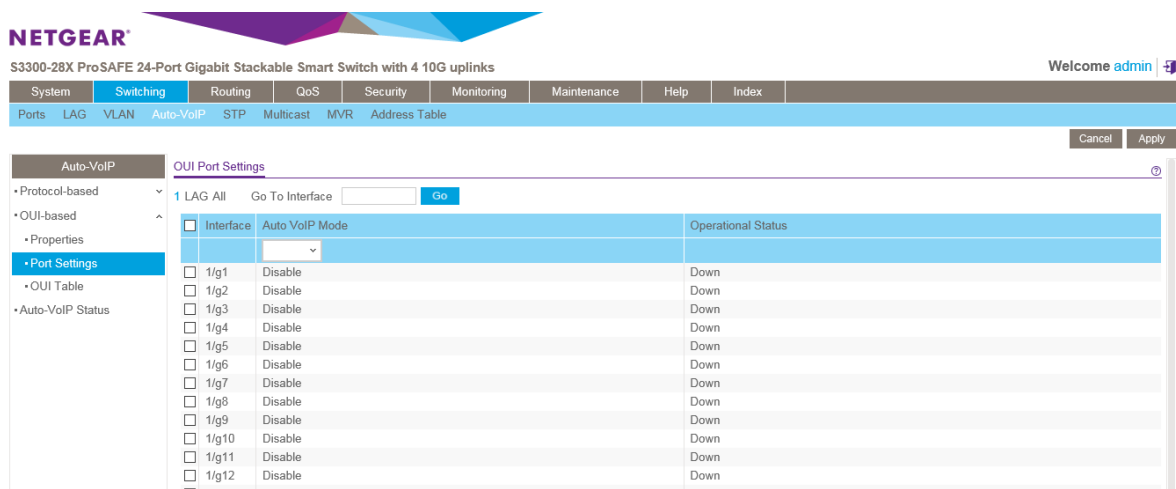 NETGEAR®
S3300-28X ProSAFE 24-Port Gigabit Stackable Smart Switch with 4 10G uplinks
Welcome admin
System Switching Routing QoS Security Monitoring Maintenance Help Index
Ports LAG VLAN Auto-VoIP STP Multicast MVR Address Table
Cancel Apply
Auto-VoIP
• Protocol-based
• OUI-based
• Properties
• Port Settings
• OUI Table
• Auto-VoIP Status
OUI Port Settings
1 LAG All Go To Interface Go
Interface Auto VoIP Mode Operational Status
1/g1 Disable Down
1/g2 Disable Down
1/g3 Disable Down
1/g4 Disable Down
1/g5 Disable Down
1/g6 Disable Down
1/g7 Disable Down
1/g8 Disable Down
1/g9 Disable Down
1/g10 Disable Down
1/g11 Disable Down
1/g12 Disable Down